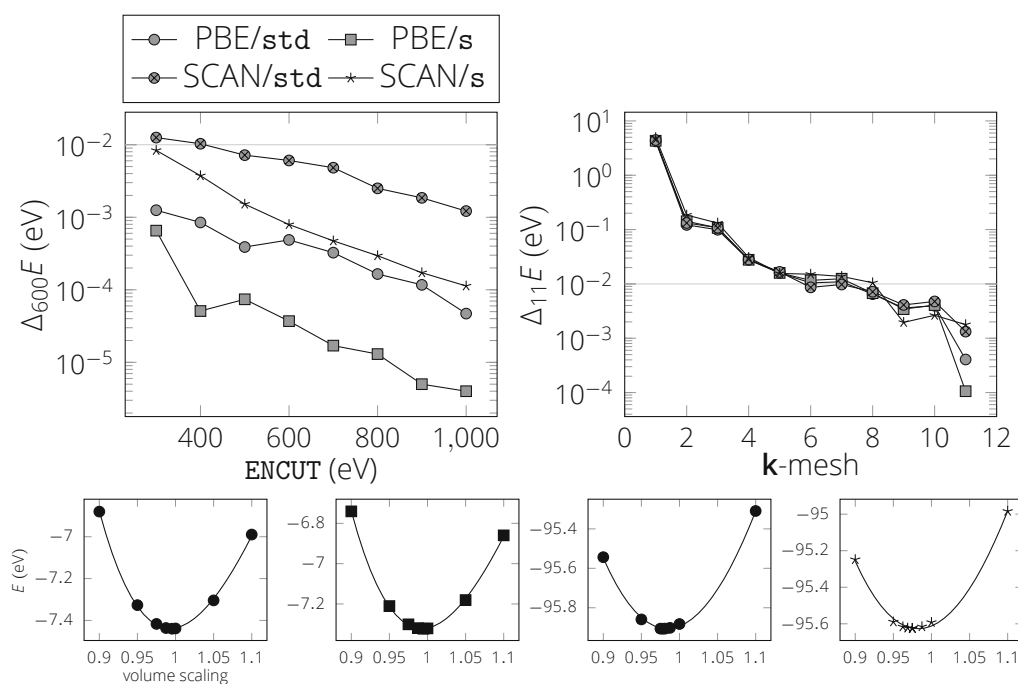 PBE/std PBE/s
SCAN/std SCAN/s
Δ₆₀₀E (eV)
10⁻²
10⁻³
10⁻⁴
10⁻⁵
400 600 800 1,000
ENCUT (eV)
Δ₁₁E (eV)
10¹
10⁰
10⁻¹
10⁻²
10⁻³
10⁻⁴
0 2 4 6 8 10 12
k-mesh
E (eV)
−7
−7.2
−7.4
0.9 0.95 1 1.05 1.1
volume scaling
−6.8
−7
−7.2
0.9 0.95 1 1.05 1.1
−95.4
−95.6
−95.8
0.9 0.95 1 1.05 1.1
−95
−95.2
−95.4
−95.6
0.9 0.95 1 1.05 1.1